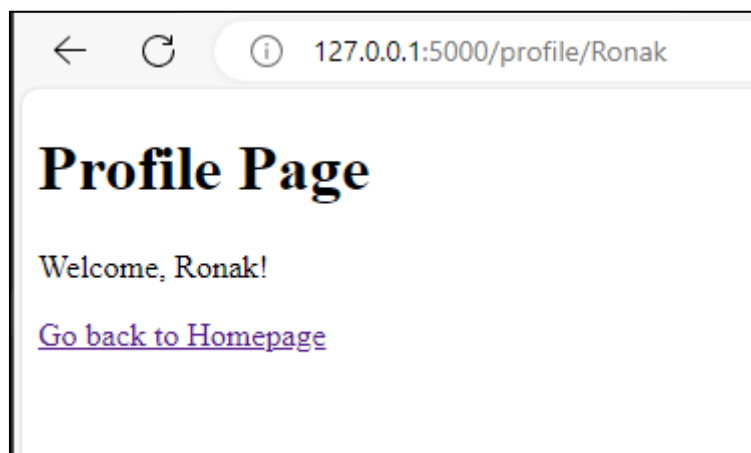 127.0.0.1:5000/profile/Ronak
Profile Page
Welcome, Ronak!
Go back to Homepage